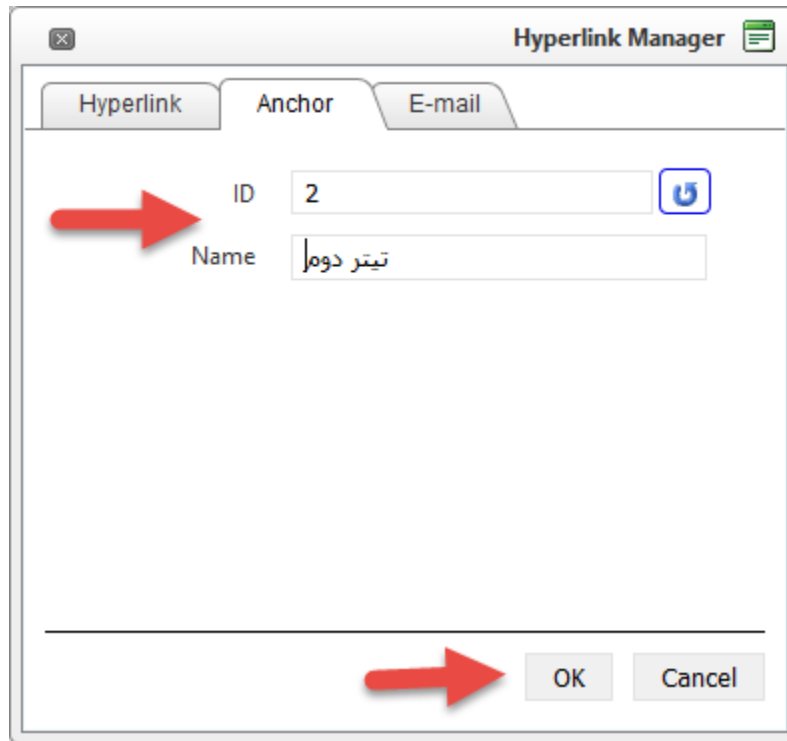 Hyperlink Manager
Hyperlink Anchor E-mail
ID 2
Name تیتر دوم
OK Cancel